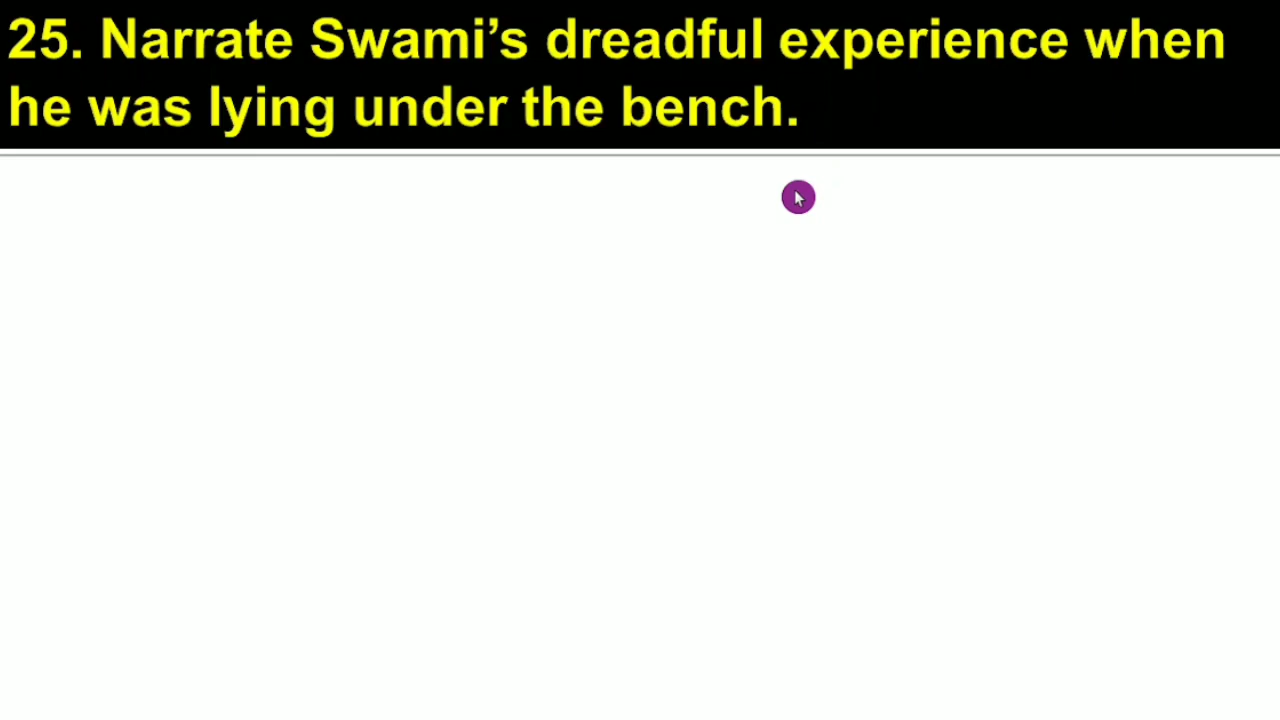 25. Narrate Swami’s dreadful experience when
he was lying under the bench.